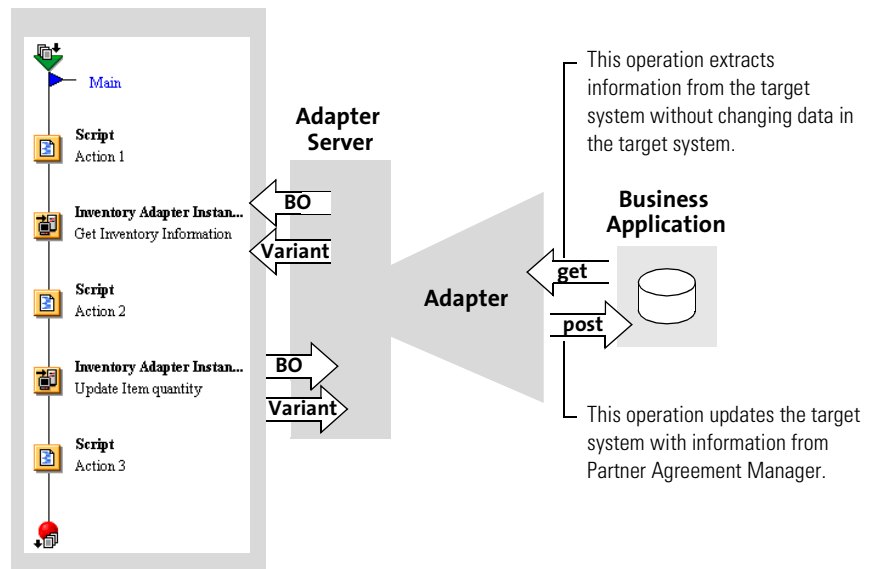 Main
Script
Action 1
Inventory Adapter Instan...
Get Inventory Information
Script
Action 2
Inventory Adapter Instan...
Update Item quantity
Script
Action 3
Adapter
Server
BO
Variant
BO
Variant
Adapter
This operation extracts
information from the target
system without changing data in
the target system.
Business
Application
get
post
This operation updates the target
system with information from
Partner Agreement Manager.